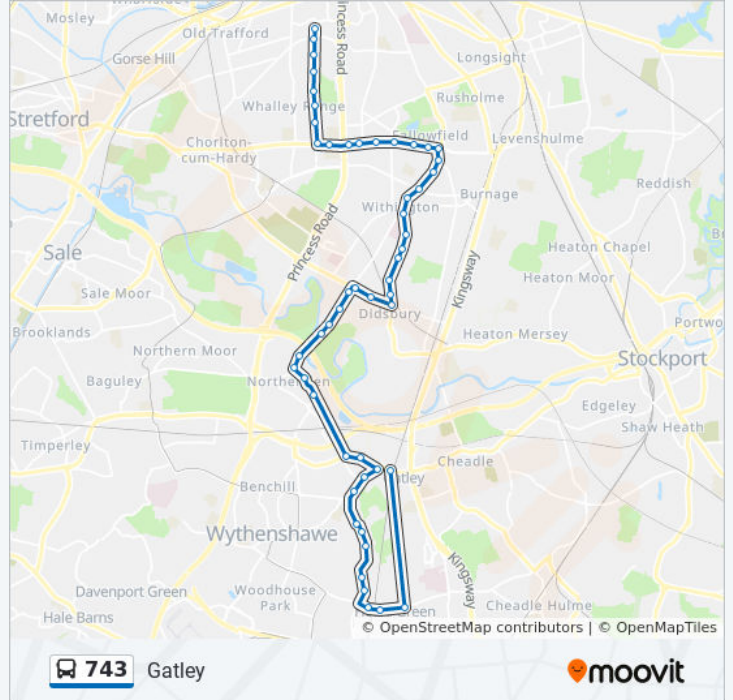 Mosley
Old Trafford
Gorse Hill
incess Road
Longsight
Rusholme
Whalley Range
Stretford
Fallowfield
Levenshulme
Chorlton-
cum-Hardy
Reddish
Burnage
Withington
Princess Road
Sale
Heaton Chapel
Kingsway
Heaton Moor
Sale Moor
Didsbury
Portwo
Brooklands
Heaton Mersey
Northern Moor
Stockport
Baguley
Northenden
Edgeley
Shaw Heath
Timperley
Cheadle
Gatley
Benchill
Wythenshawe
Kingsway
Davenport Green
Woodhouse
Park
Cheadle Hulme
Hale Barns
Green
© OpenStreetMap contributors | © OpenMapTiles
743 Gatley
moovit